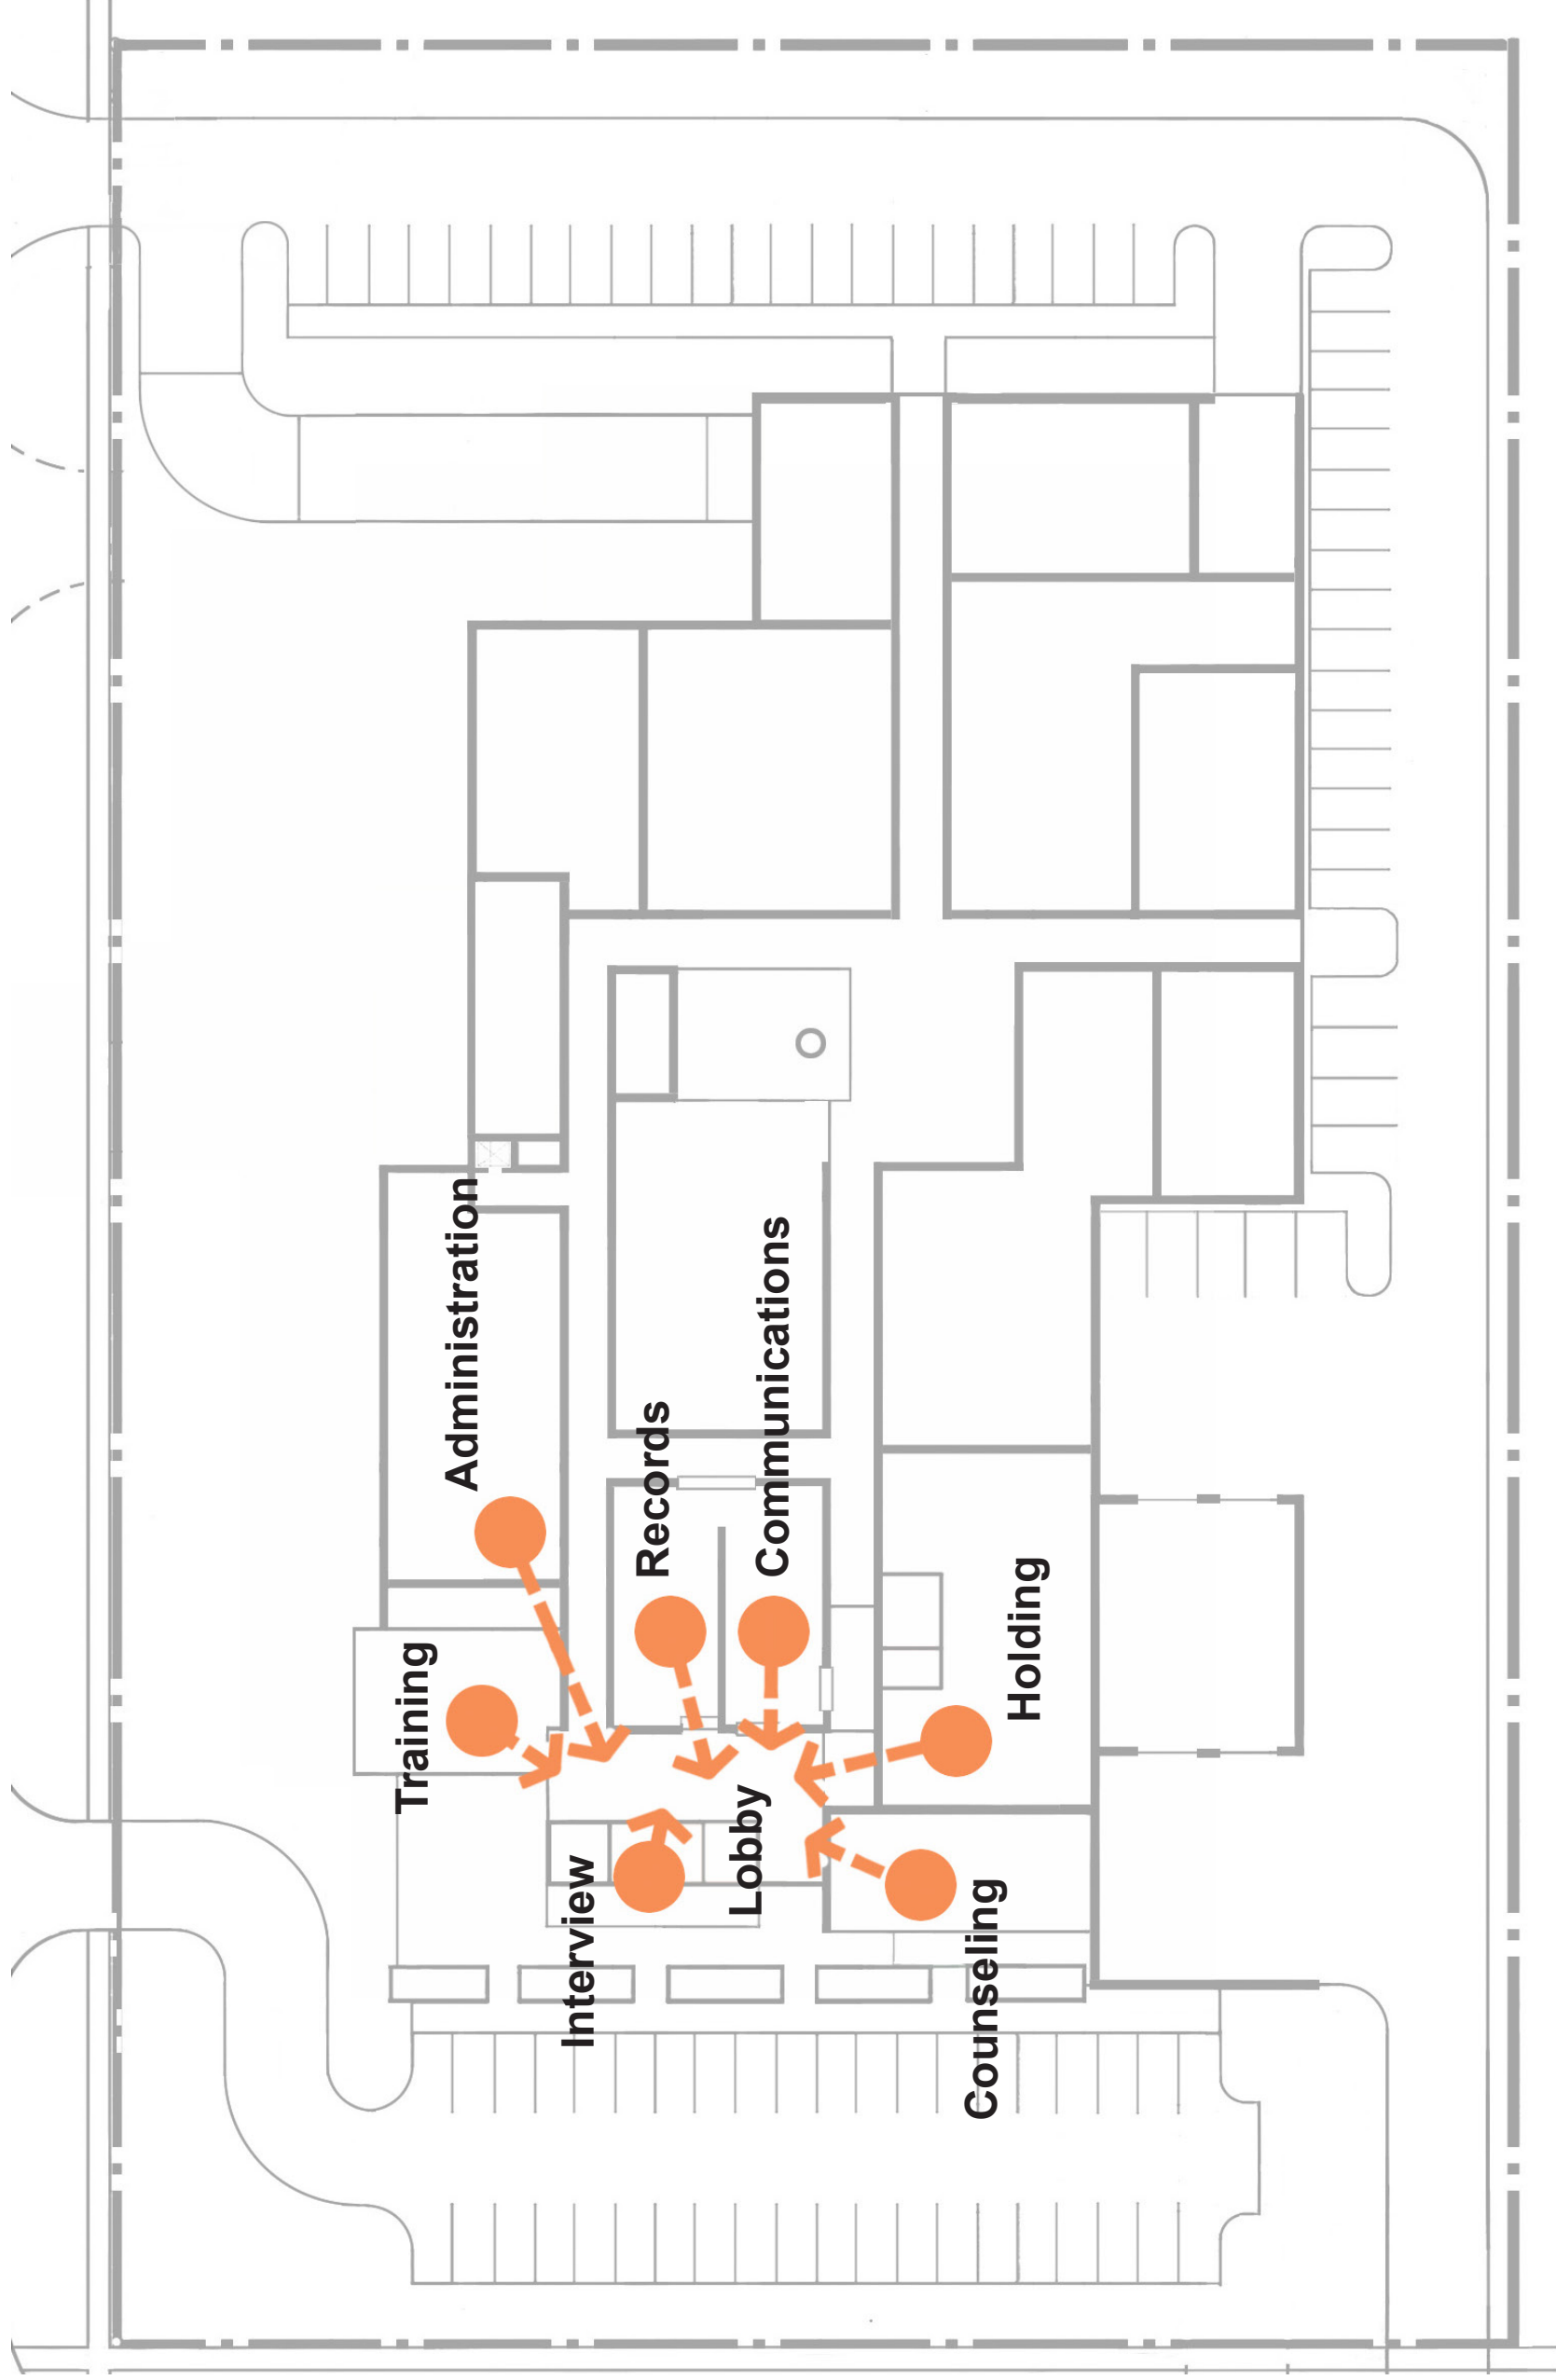 Administration
Training
Records
Communications
Interview
Lobby
Holding
Counseling